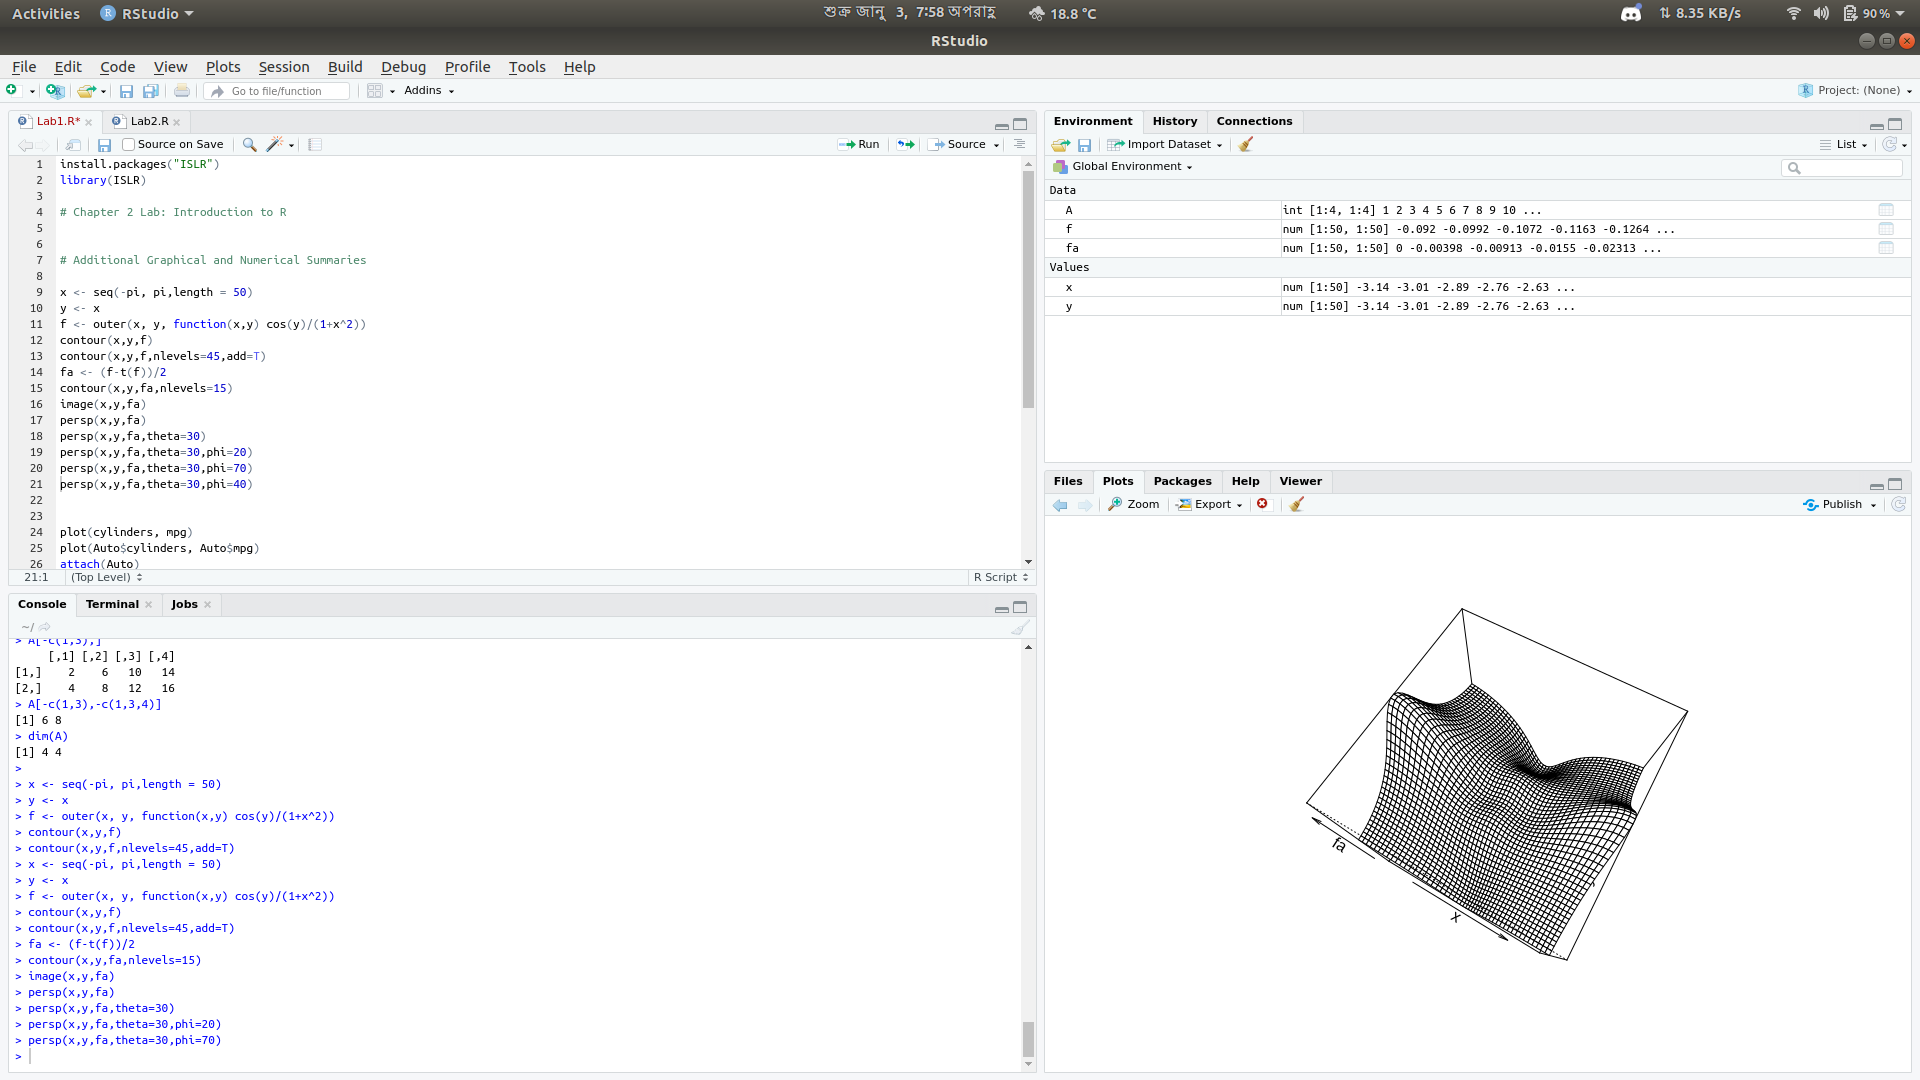 Activities RStudio শুক্র জানু 3, 7:58 অপরাহ্ণ 18.8 °C 8.35 KB/s 90 %
RStudio
File Edit Code View Plots Session Build Debug Profile Tools Help
Go to file/function Addins Project: (None)
Lab1.R* Lab2.R
Source on Save Run Source
1 install.packages("ISLR")
2 library(ISLR)
3
4 # Chapter 2 Lab: Introduction to R
5
6
7 # Additional Graphical and Numerical Summaries
8
9 x <- seq(-pi, pi,length = 50)
10 y <- x
11 f <- outer(x, y, function(x,y) cos(y)/(1+x^2))
12 contour(x,y,f)
13 contour(x,y,f,nlevels=45,add=T)
14 fa <- (f-t(f))/2
15 contour(x,y,fa,nlevels=15)
16 image(x,y,fa)
17 persp(x,y,fa)
18 persp(x,y,fa,theta=30)
19 persp(x,y,fa,theta=30,phi=20)
20 persp(x,y,fa,theta=30,phi=70)
21 persp(x,y,fa,theta=30,phi=40)
22
23
24 plot(cylinders, mpg)
25 plot(Auto$cylinders, Auto$mpg)
26 attach(Auto)
21:1 (Top Level) R Script
Console Terminal Jobs
~/
> A[-c(1,3),]
[,1] [,2] [,3] [,4]
[1,] 2 6 10 14
[2,] 4 8 12 16
> A[-c(1,3),-c(1,3,4)]
[1] 6 8
> dim(A)
[1] 4 4
>
> x <- seq(-pi, pi,length = 50)
> y <- x
> f <- outer(x, y, function(x,y) cos(y)/(1+x^2))
> contour(x,y,f)
> contour(x,y,f,nlevels=45,add=T)
> x <- seq(-pi, pi,length = 50)
> y <- x
> f <- outer(x, y, function(x,y) cos(y)/(1+x^2))
> contour(x,y,f)
> contour(x,y,f,nlevels=45,add=T)
> fa <- (f-t(f))/2
> contour(x,y,fa,nlevels=15)
> image(x,y,fa)
> persp(x,y,fa)
> persp(x,y,fa,theta=30)
> persp(x,y,fa,theta=30,phi=20)
> persp(x,y,fa,theta=30,phi=70)
>
Environment History Connections
Import Dataset List
Global Environment
Data
A int [1:4, 1:4] 1 2 3 4 5 6 7 8 9 10 ...
f num [1:50, 1:50] -0.092 -0.0992 -0.1072 -0.1163 -0.1264 ...
fa num [1:50, 1:50] 0 -0.00398 -0.00913 -0.0155 -0.02313 ...
Values
x num [1:50] -3.14 -3.01 -2.89 -2.76 -2.63 ...
y num [1:50] -3.14 -3.01 -2.89 -2.76 -2.63 ...
Files Plots Packages Help Viewer
Zoom Export Publish
fa
x